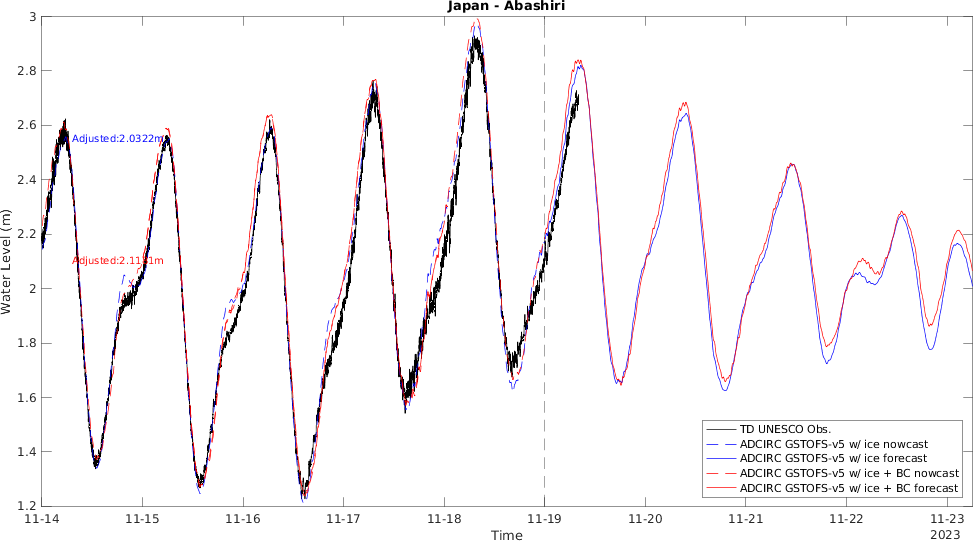 Japan - Abashiri
3
2.8
2.6
2.4
2.2
2
1.8
1.6
1.4
1.2
Water Level (m)
Adjusted:2.0322m
TD UNESCO Obs.
ADCIRC GSTOFS-v5 w/ ice nowcast
ADCIRC GSTOFS-v5 w/ ice forecast
ADCIRC GSTOFS-v5 w/ ice + BC nowcast
ADCIRC GSTOFS-v5 w/ ice + BC forecast
11-14 11-15 11-16 11-17 11-18 11-19 11-20 11-21 11-22 11-23
Time
2023